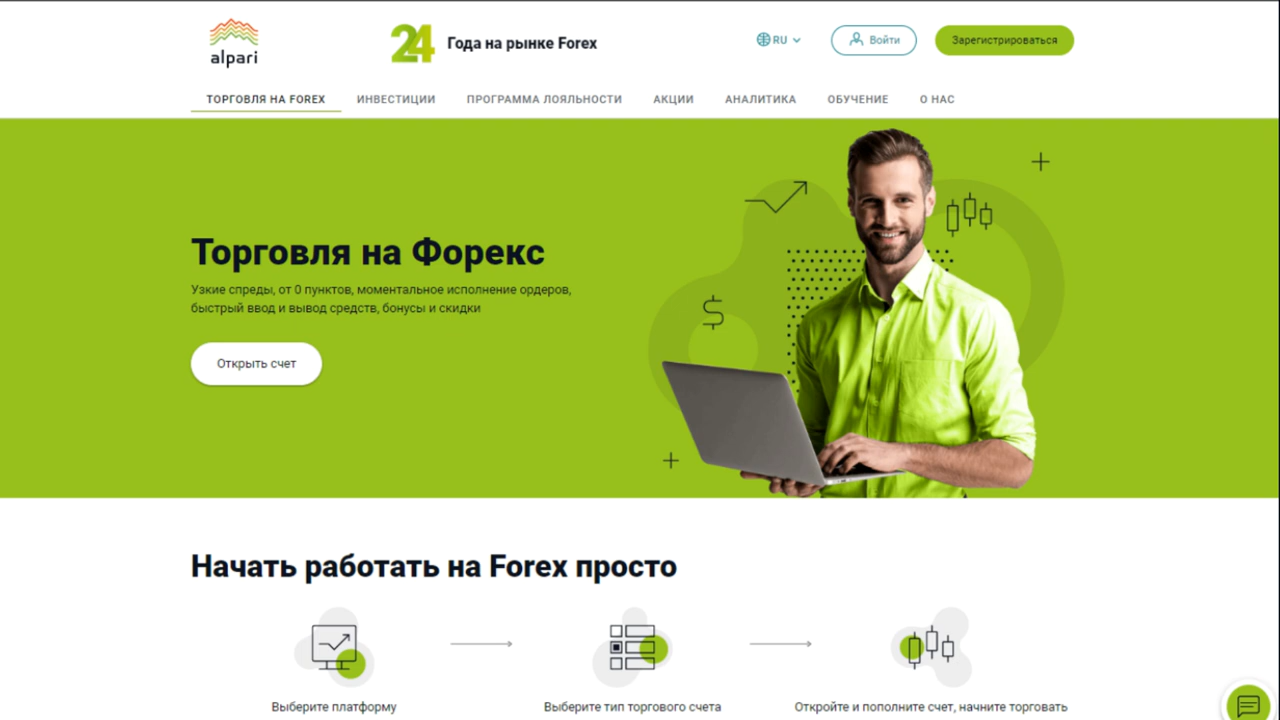 alpari
24 Года на рынке Forex
RU
Войти
Зарегистрироваться
ТОРГОВЛЯ НА FOREX ИНВЕСТИЦИИ ПРОГРАММА ЛОЯЛЬНОСТИ АКЦИИ АНАЛИТИКА ОБУЧЕНИЕ О НАС
Торговля на Форекс
Узкие спреды, от 0 пунктов, моментальное исполнение ордеров,
быстрый ввод и вывод средств, бонусы и скидки
Открыть счет
$
Начать работать на Forex просто
Выберите платформу Выберите тип торгового счета Откройте и пополните счет, начните торговать